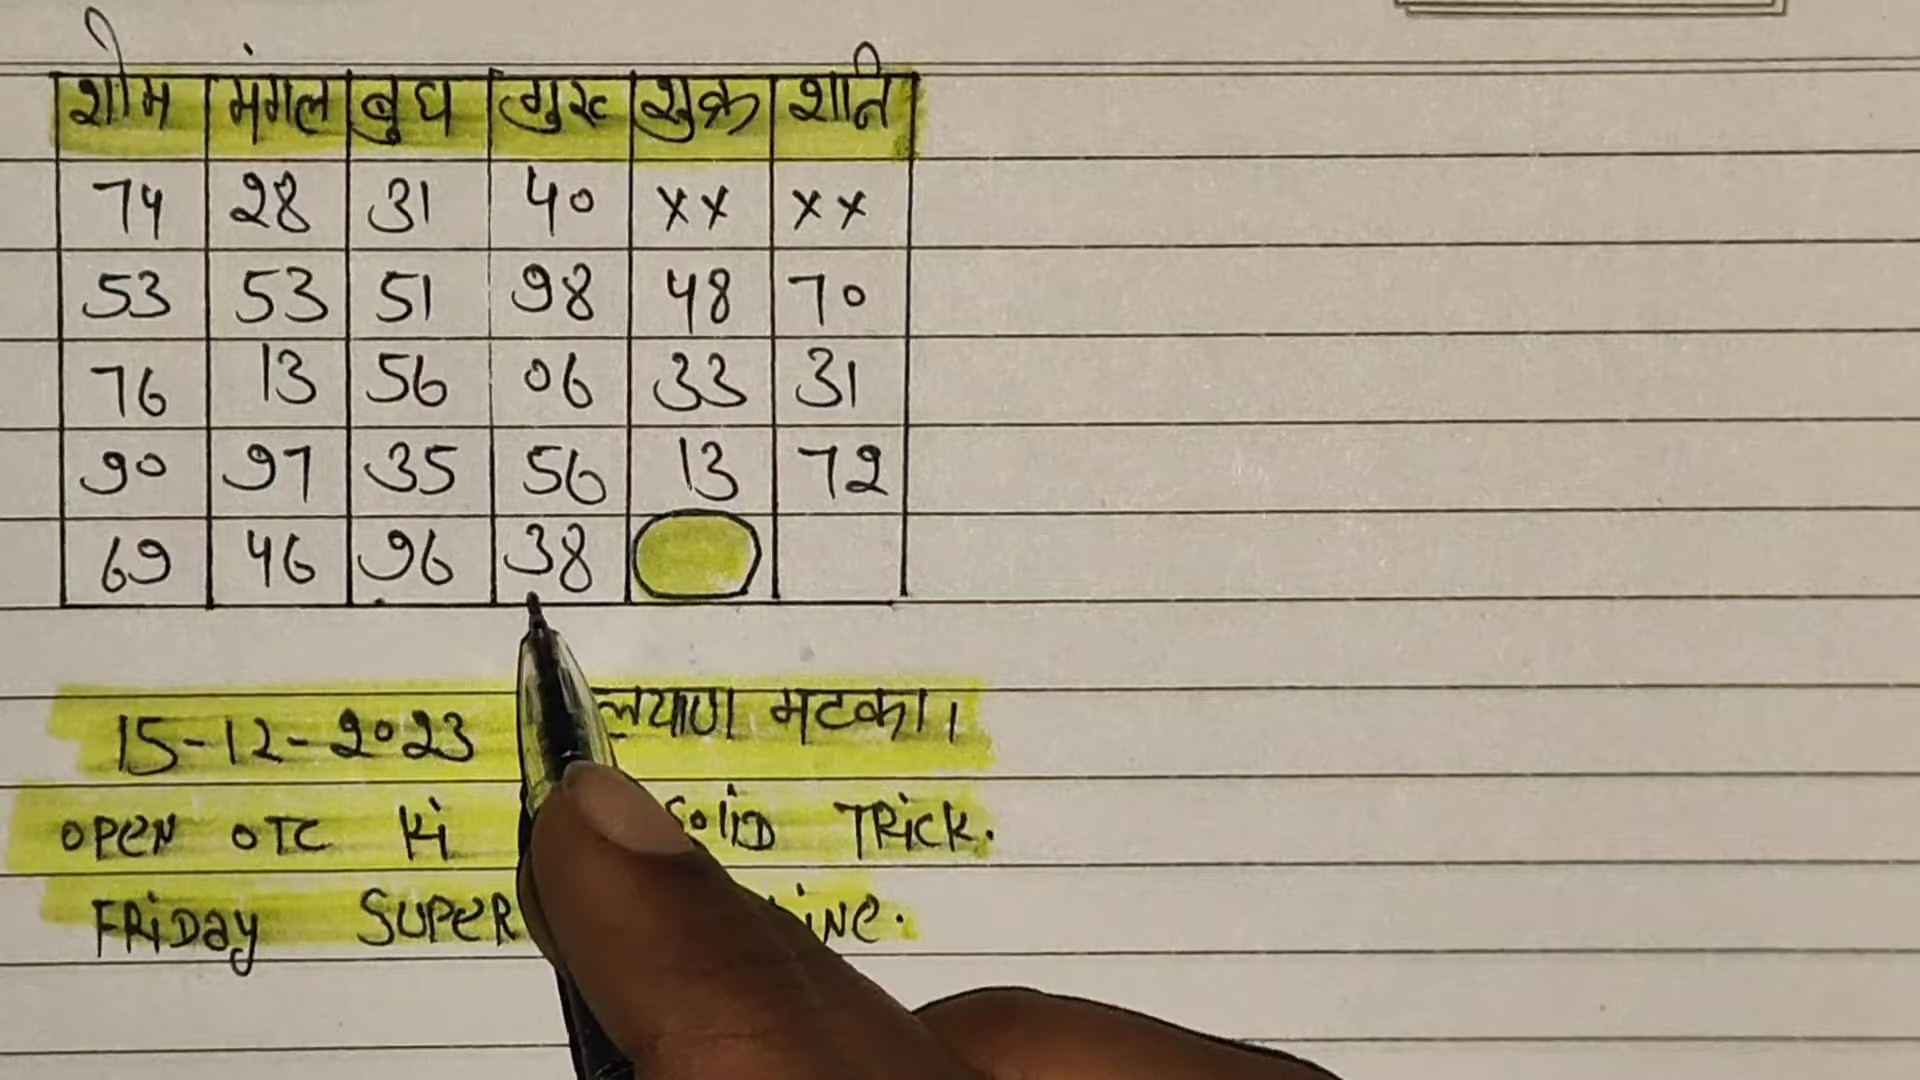 शोम मंगल बुध गुरु शुक्र शनि
74 28 31 40 xx xx
53 53 51 98 48 70
76 13 56 06 33 31
90 97 35 56 13 72
69 46 96 38
15-12-2023 मटका।
OPEN OTC Ki SOLID TRICK.
FRIDAY SUPER